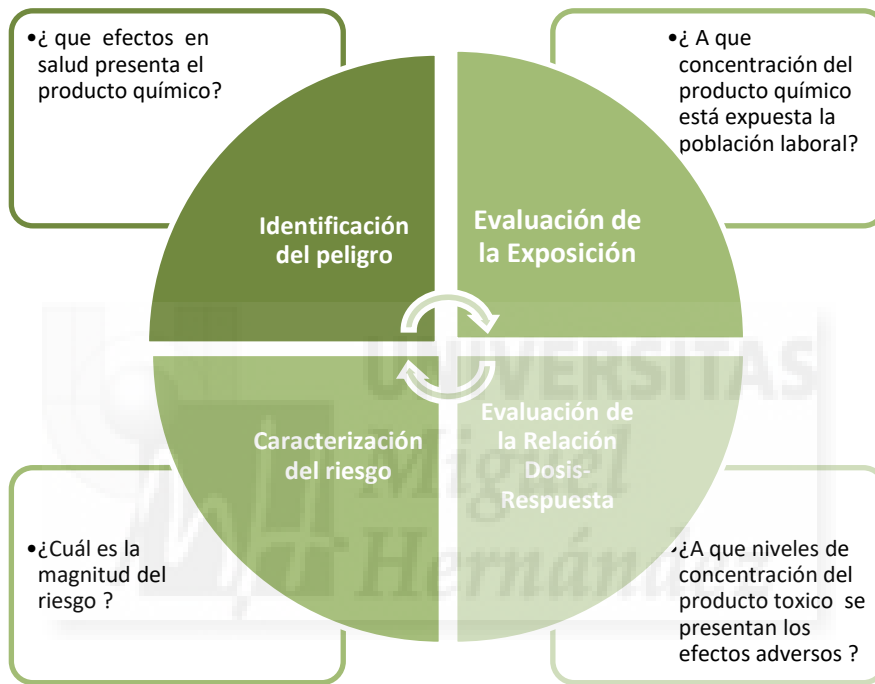 •¿ que efectos en
salud presenta el
producto químico?
•¿ A que
concentración del
producto químico
está expuesta la
población laboral?
Identificación
del peligro
Evaluación de
la Exposición
Caracterización
del riesgo
Evaluación de
la Relación
Dosis-
Respuesta
•¿Cuál es la
magnitud del
riesgo ?
•¿A que niveles de
concentración del
producto toxico se
presentan los
efectos adversos ?
UNIVERSITAS
Miguel
Hernández